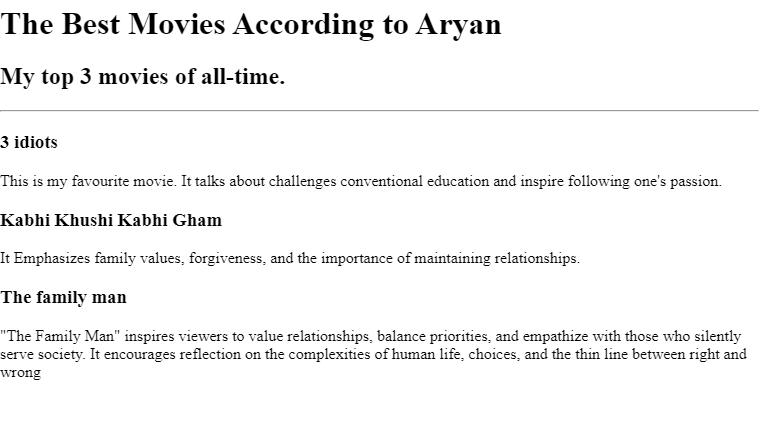 The Best Movies According to Aryan
My top 3 movies of all-time.
3 idiots
This is my favourite movie. It talks about challenges conventional education and inspire following one's passion.
Kabhi Khushi Kabhi Gham
It Emphasizes family values, forgiveness, and the importance of maintaining relationships.
The family man
"The Family Man" inspires viewers to value relationships, balance priorities, and empathize with those who silently
serve society. It encourages reflection on the complexities of human life, choices, and the thin line between right and
wrong